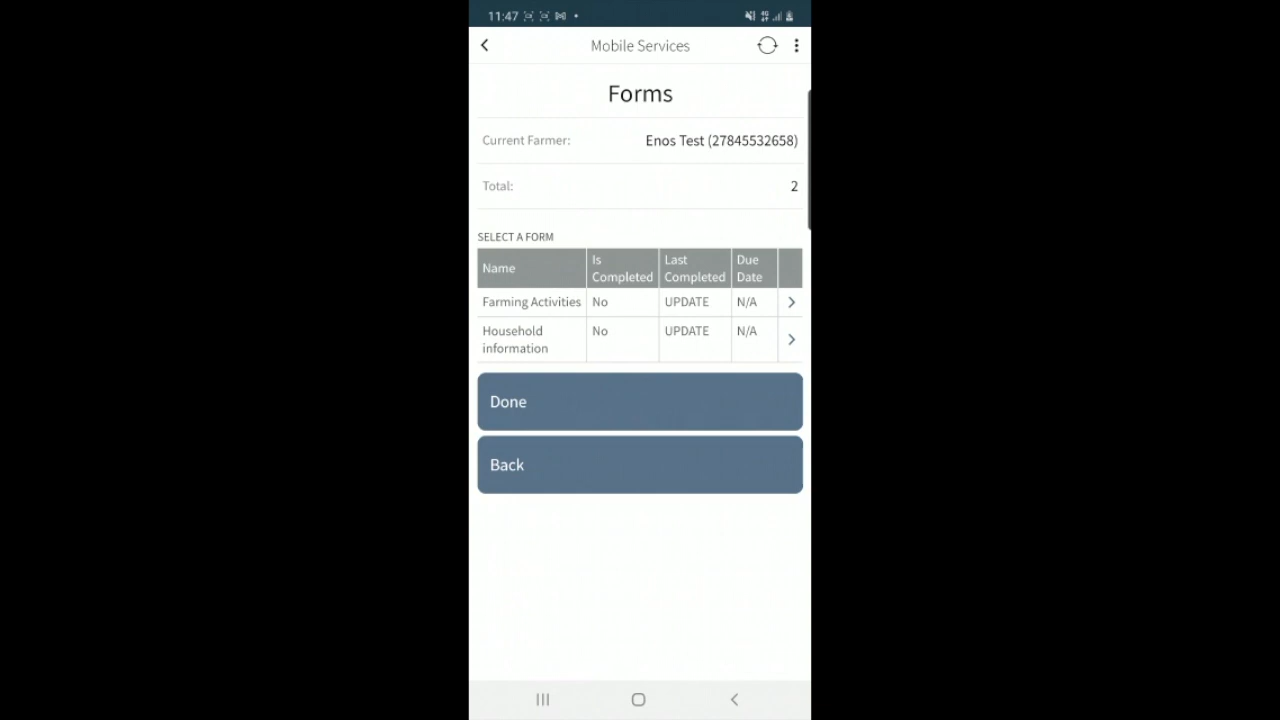 11:47
Mobile Services
Forms
Current Farmer: Enos Test (27845532658)
Total: 2
SELECT A FORM
Name Is Completed Last Completed Due Date
Farming Activities No UPDATE N/A
Household information No UPDATE N/A
Done
Back